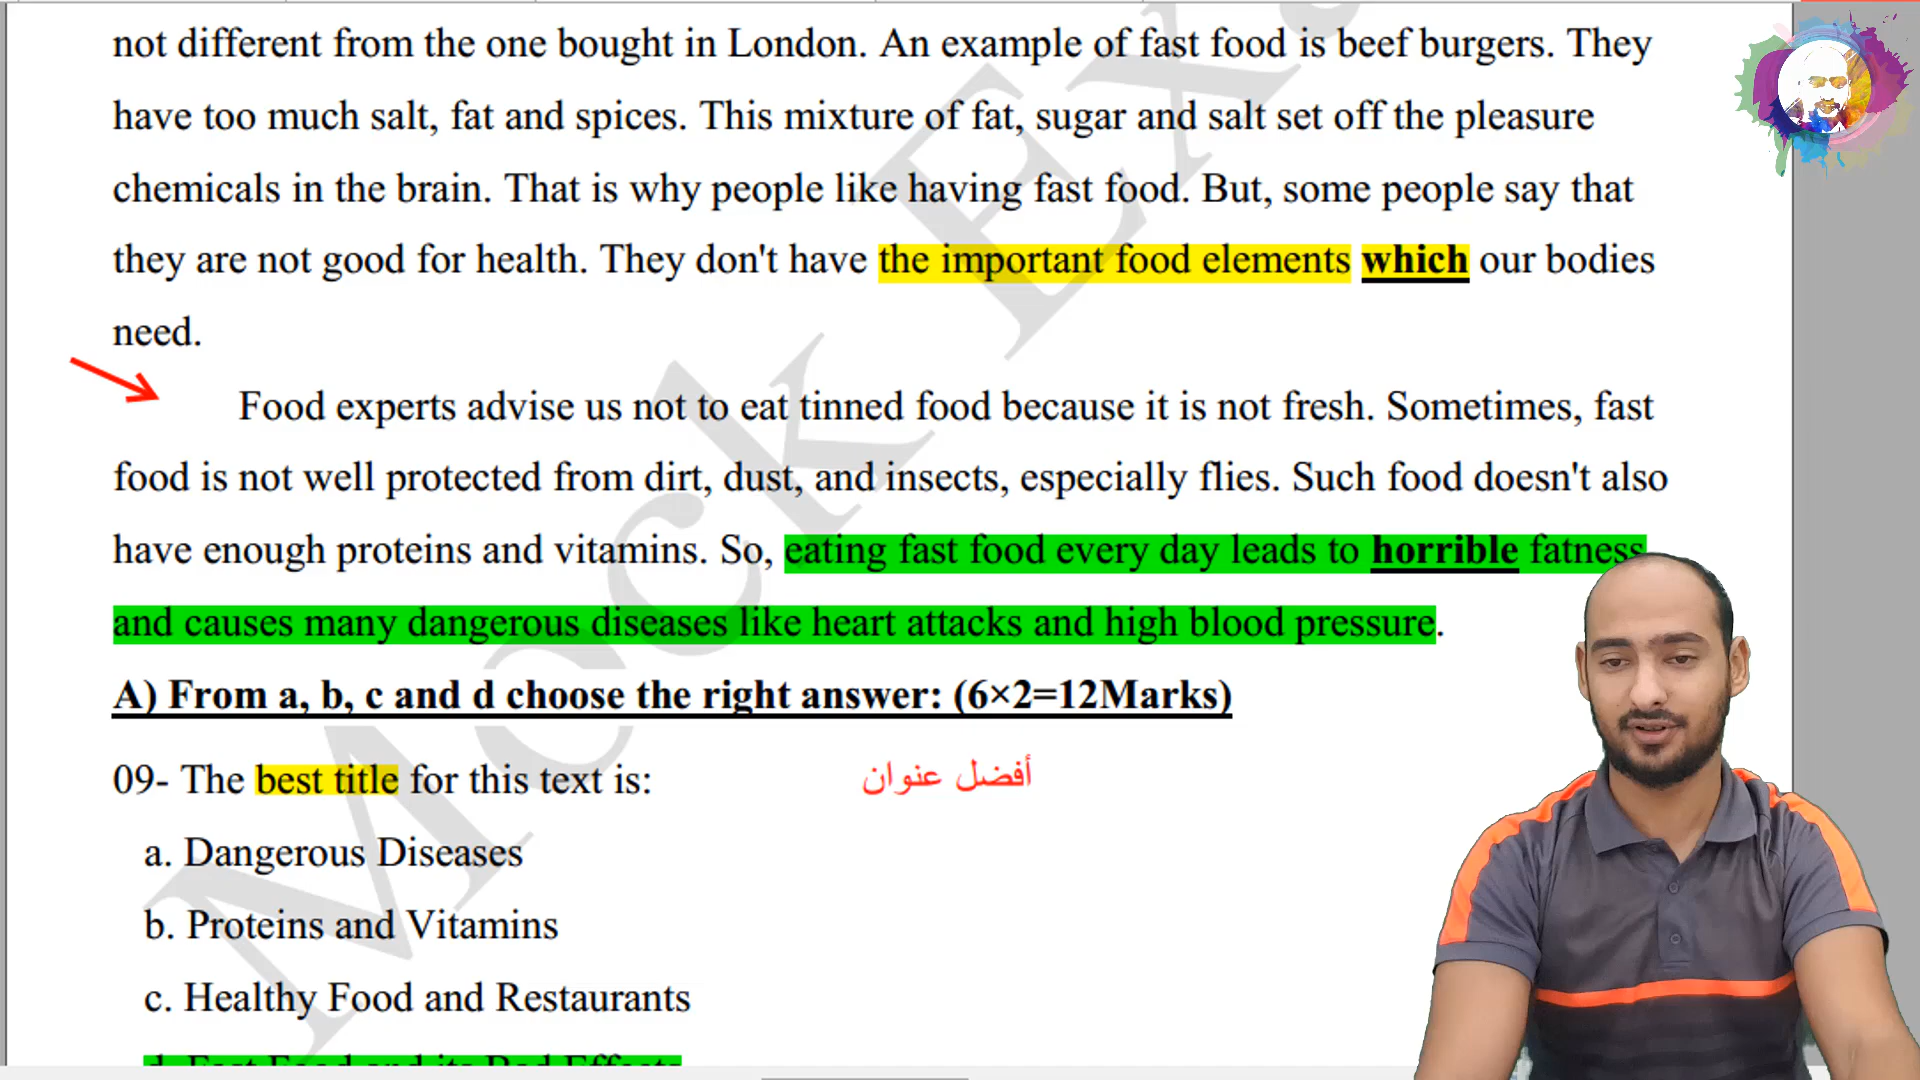 not different from the one bought in London. An example of fast food is beef burgers. They
have too much salt, fat and spices. This mixture of fat, sugar and salt set off the pleasure
chemicals in the brain. That is why people like having fast food. But, some people say that
they are not good for health. They don't have the important food elements which our bodies
need.
Food experts advise us not to eat tinned food because it is not fresh. Sometimes, fast
food is not well protected from dirt, dust, and insects, especially flies. Such food doesn't also
have enough proteins and vitamins. So, eating fast food every day leads to horrible fatness
and causes many dangerous diseases like heart attacks and high blood pressure.
A) From a, b, c and d choose the right answer: (6×2=12Marks)
09- The best title for this text is:
أفضل عنوان
a. Dangerous Diseases
b. Proteins and Vitamins
c. Healthy Food and Restaurants
d. Fast Food and its Bad Effects
Mock Exa